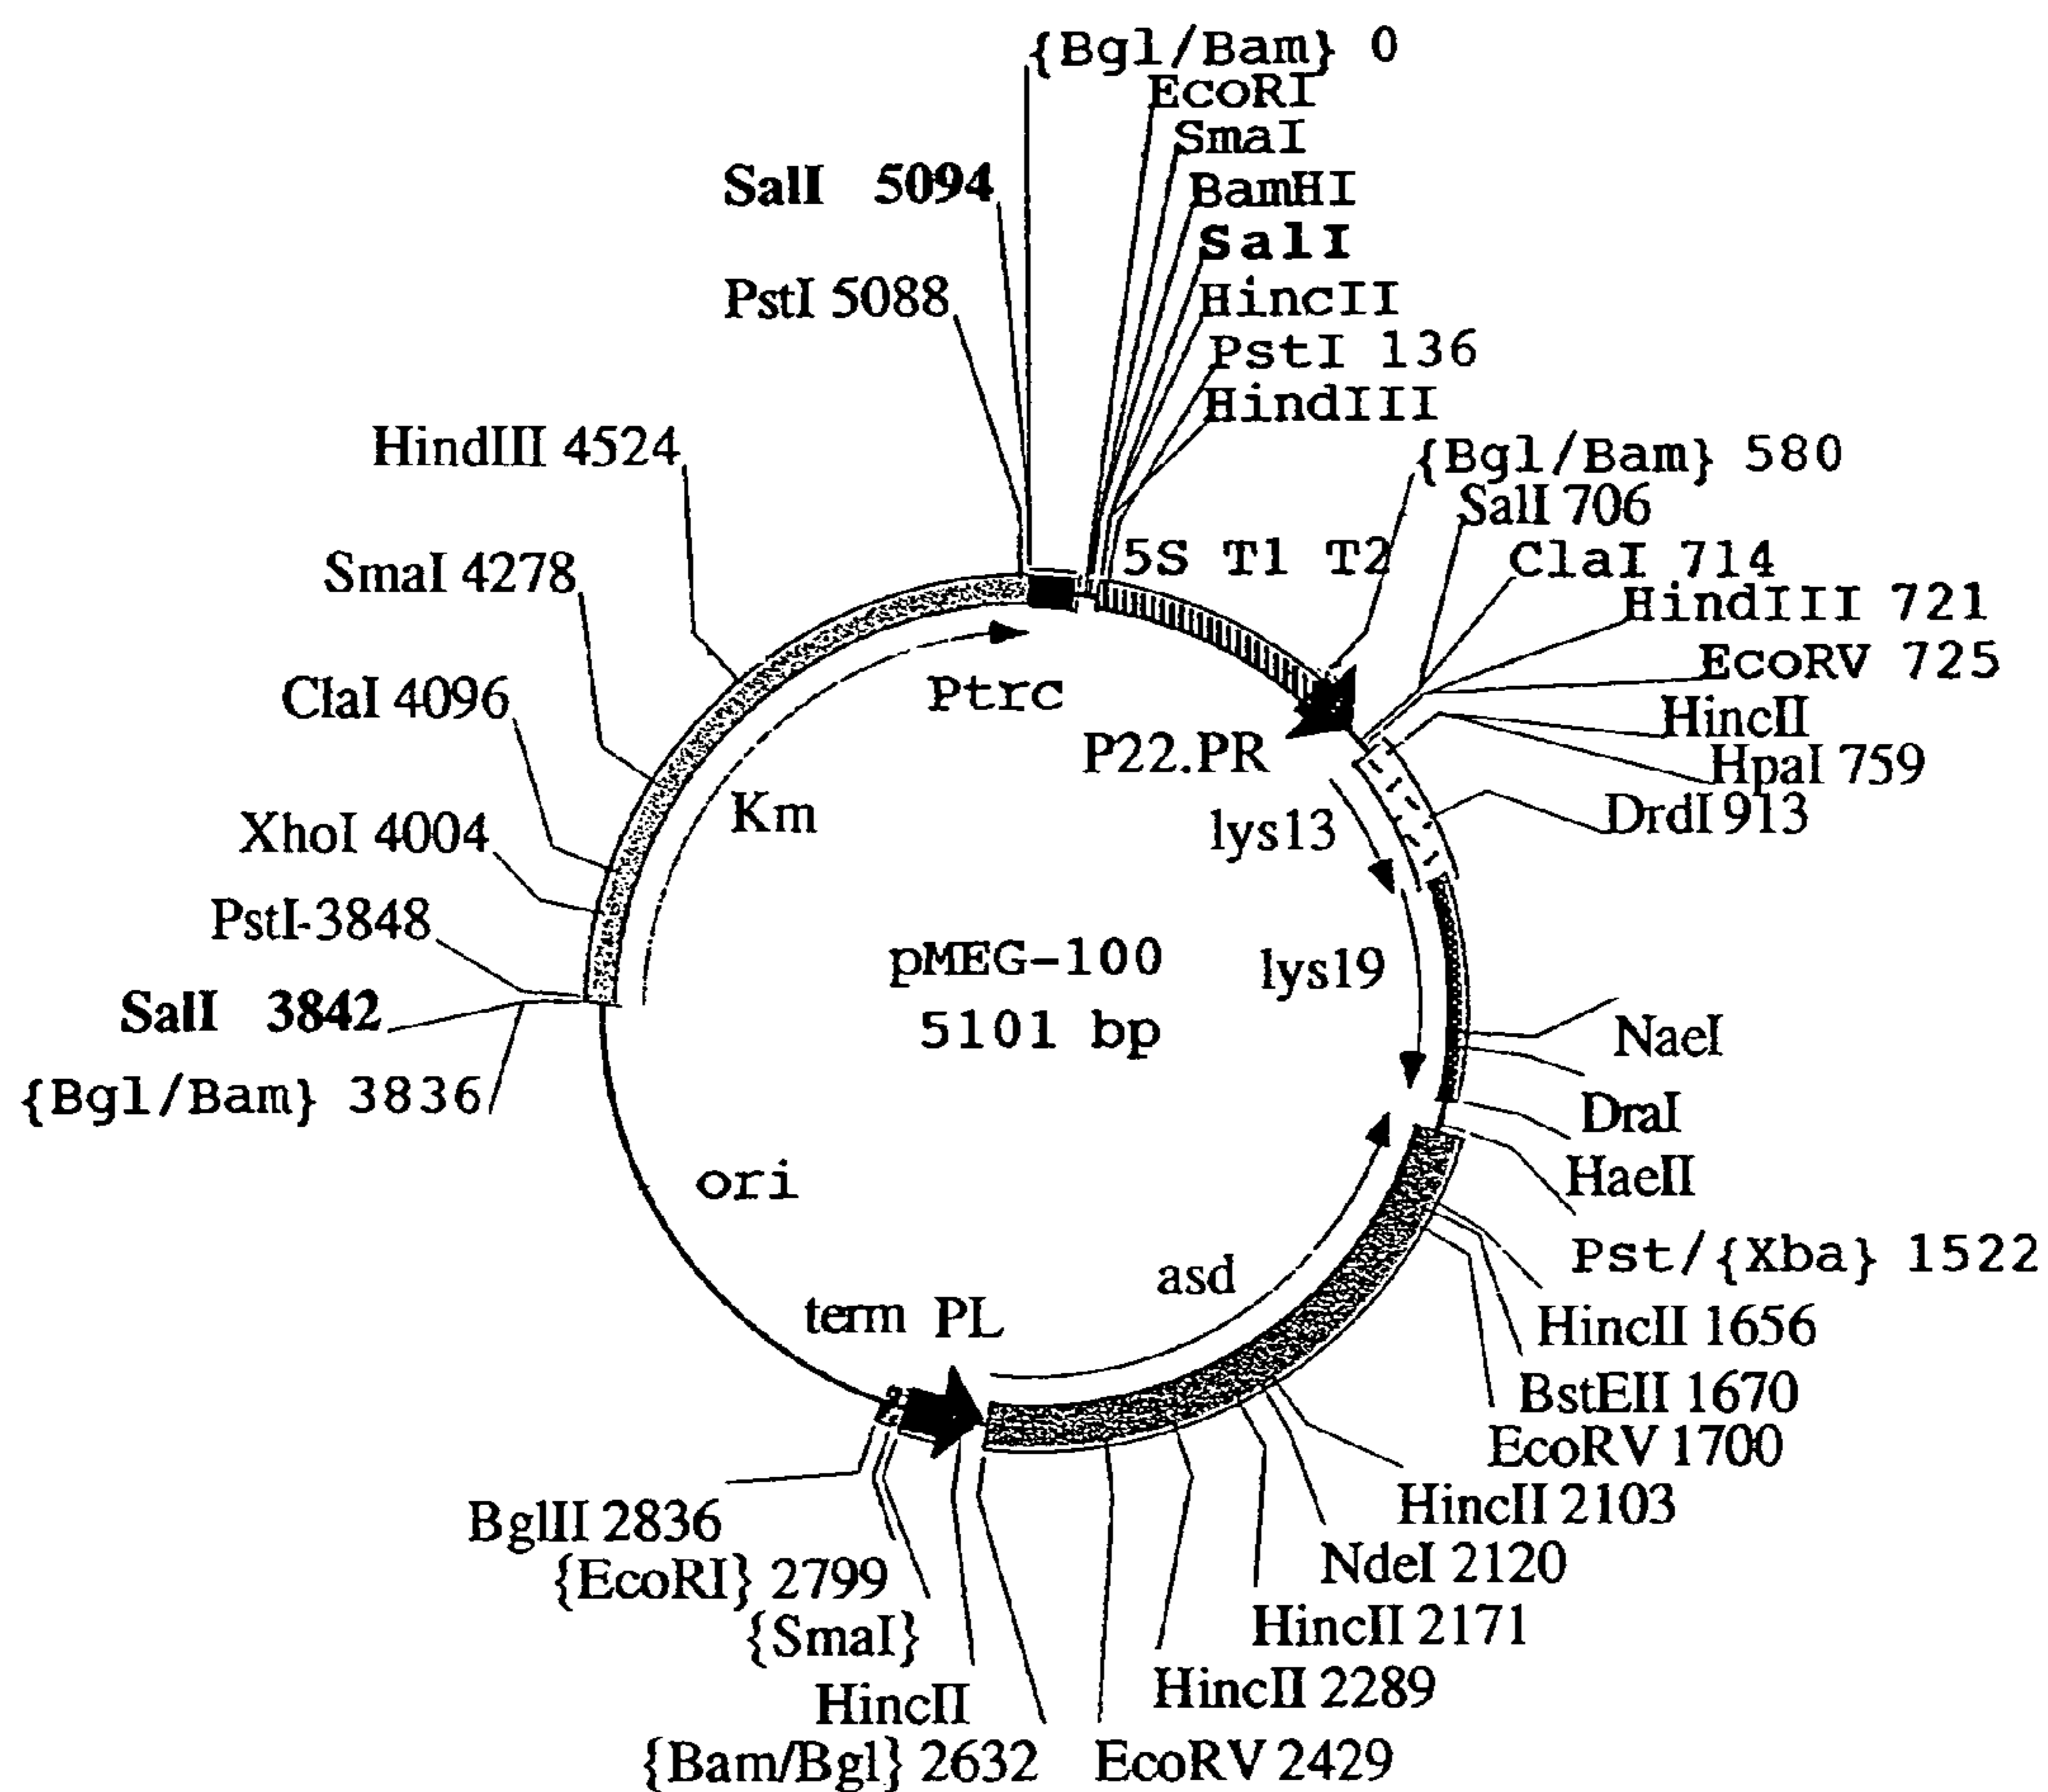 {Bgl/Bam} 0
EcoRI
SmaI
BamHI
SalI
HincII
PstI 136
HindIII
{Bgl/Bam} 580
SalI 706
ClaI 714
HindIII 721
EcoRV 725
HincII
HpaI 759
DrdI 913
NaeI
DraI
HaeII
Pst/{Xba} 1522
HincII 1656
BstEII 1670
EcoRV 1700
HincII 2103
NdeI 2120
HincII 2171
HincII 2289
EcoRV 2429
{Bam/Bgl} 2632
HincII
{SmaI}
{EcoRI} 2799
BglII 2836
{Bgl/Bam} 3836
SalI 3842
PstI-3848
XhoI 4004
ClaI 4096
SmaI 4278
HindIII 4524
PstI 5088
SalI 5094
5S T1 T2
Ptrc
P22.PR
Km
lys13
lys19
pMEG-100
5101 bp
ori
asd
term PL